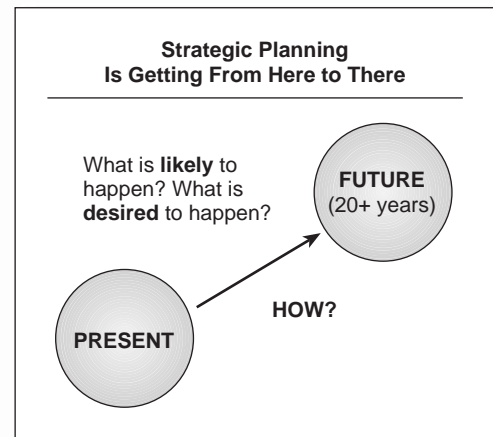 Strategic Planning
Is Getting From Here to There
What is likely to
happen? What is
desired to happen?
FUTURE
(20+ years)
HOW?
PRESENT